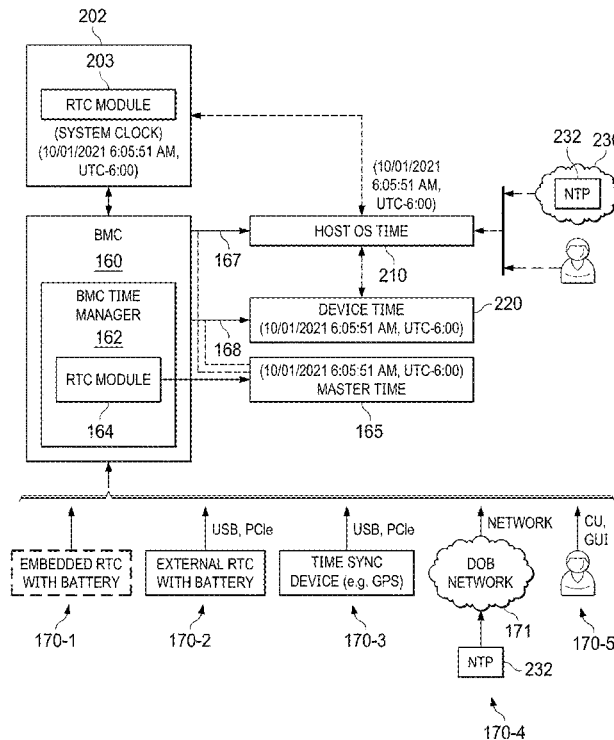 202
203
RTC MODULE
(SYSTEM CLOCK)
(10/01/2021 6:05:51 AM,
UTC-6:00)
(10/01/2021
6:05:51 AM,
UTC-6:00)
232
230
NTP
BMC
160
167
HOST OS TIME
210
BMC TIME
MANAGER
162
168
DEVICE TIME
(10/01/2021 6:05:51 AM, UTC-6:00)
220
RTC MODULE
164
(10/01/2021 6:05:51 AM, UTC-6:00)
MASTER TIME
165
USB, PCIe
USB, PCIe
NETWORK
CU,
GUI
EMBEDDED RTC
WITH BATTERY
EXTERNAL RTC
WITH BATTERY
TIME SYNC
DEVICE (e.g. GPS)
DOB
NETWORK
171
170-1
170-2
170-3
170-5
NTP
232
170-4